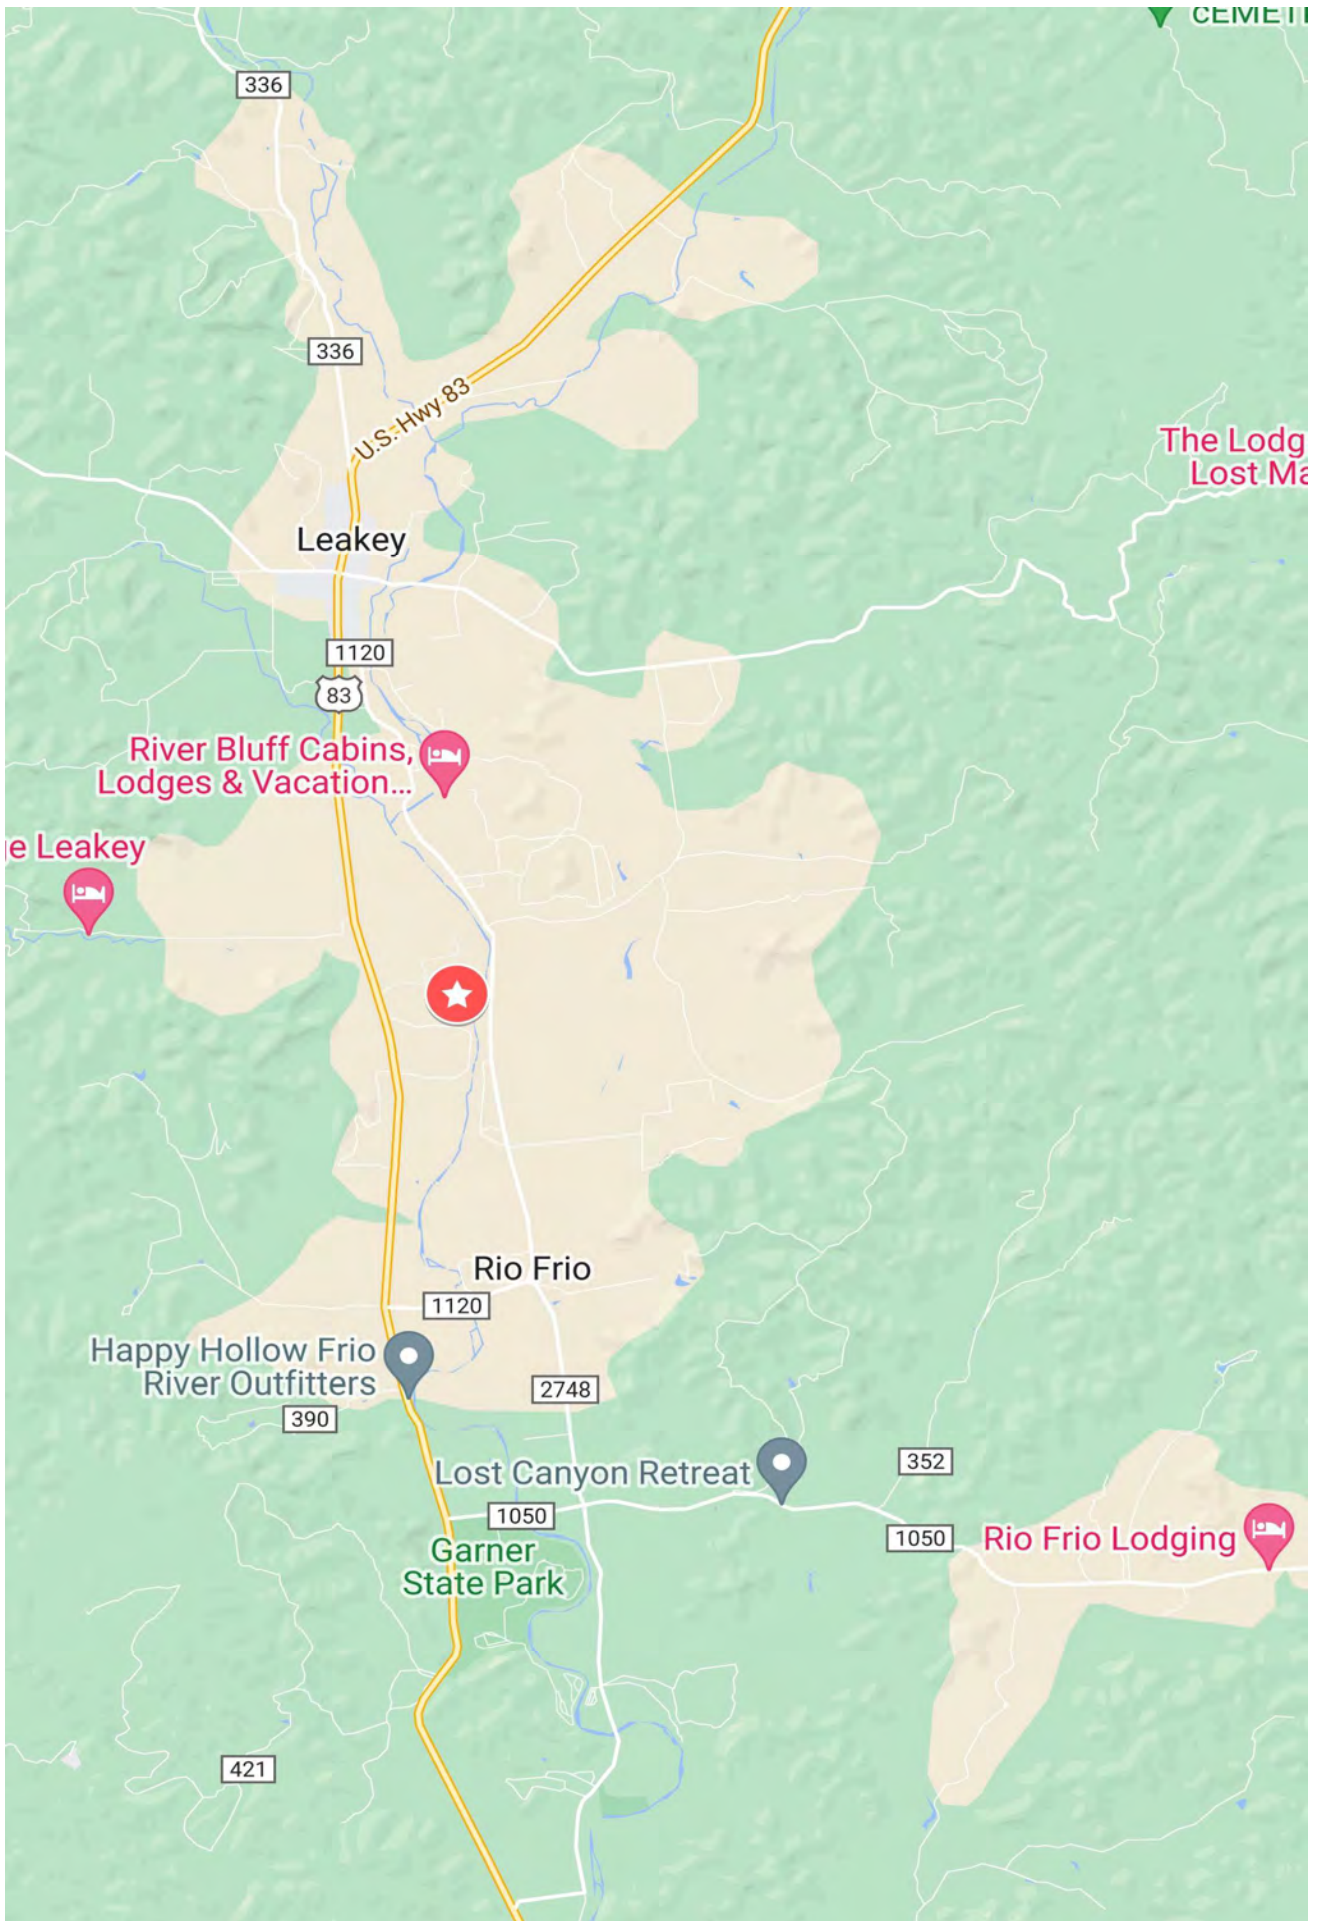 CEMETE
336
336
U.S. Hwy 83
The Lodg
Lost Ma
Leakey
1120
83
River Bluff Cabins,
Lodges & Vacation...
e Leakey
Rio Frio
1120
Happy Hollow Frio
River Outfitters
2748
390
352
Lost Canyon Retreat
1050
1050
Rio Frio Lodging
Garner
State Park
421